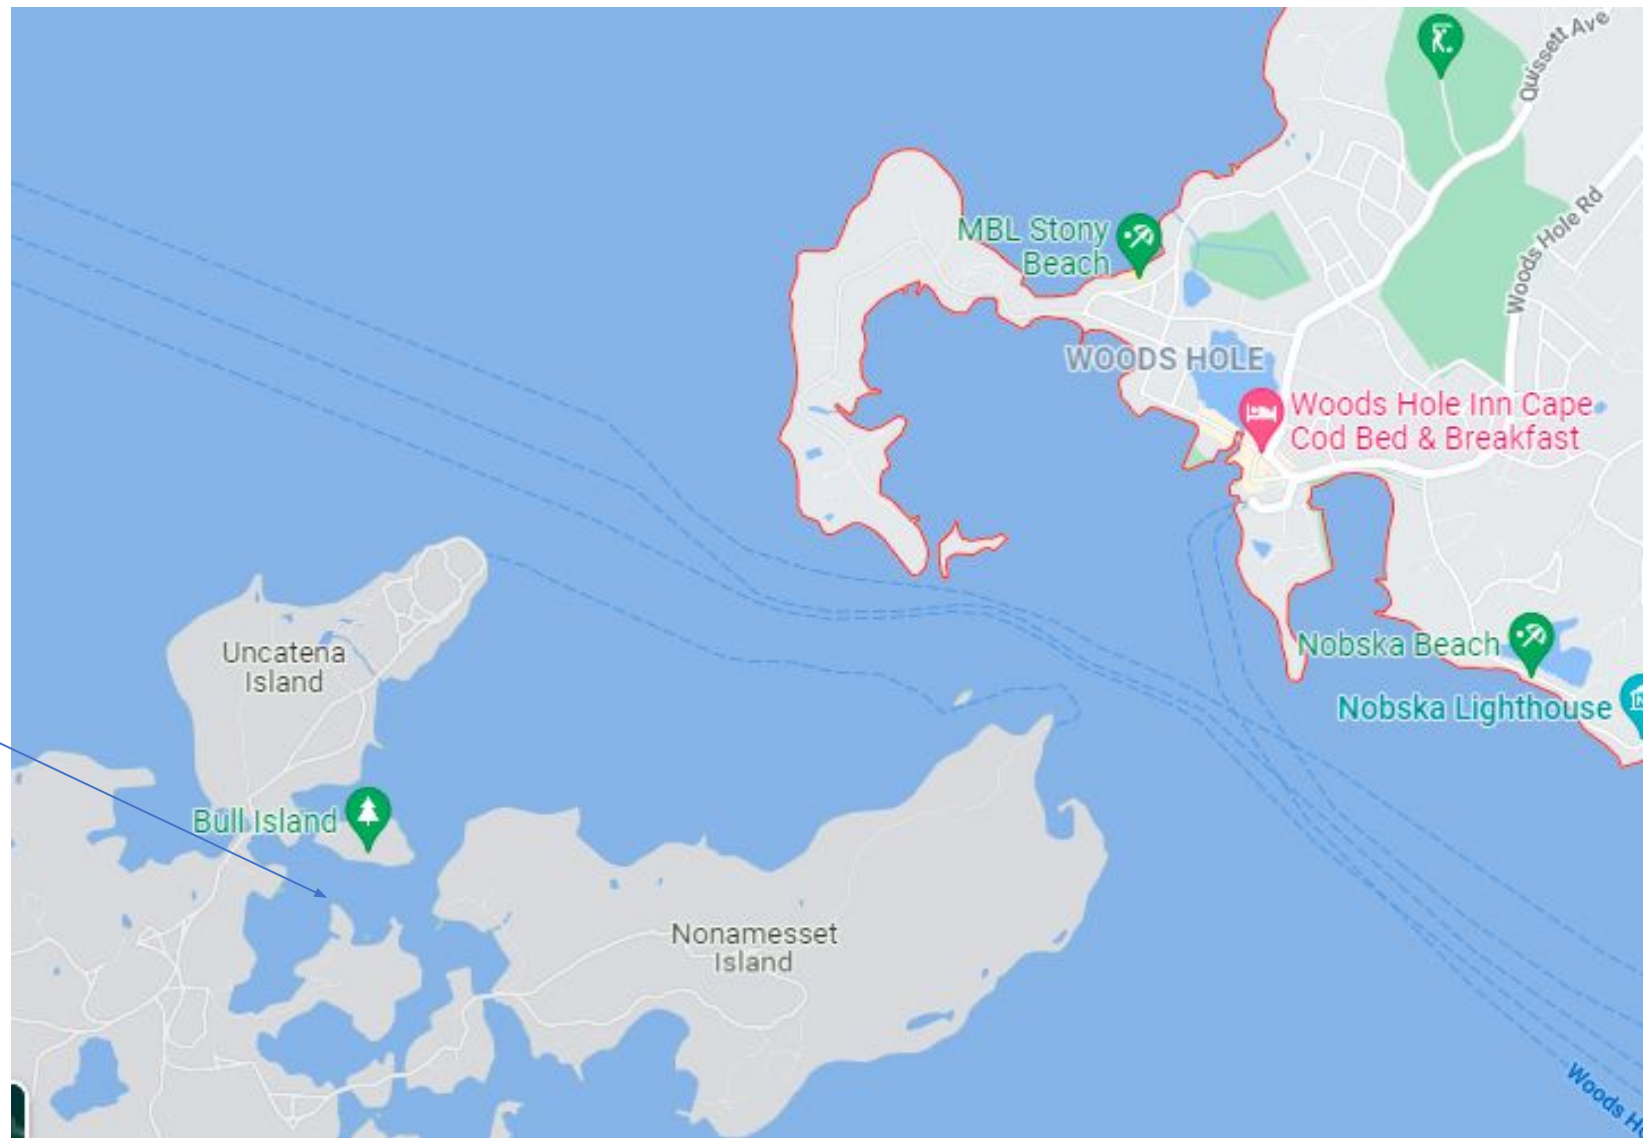 Quissett Ave
MBL Stony
Beach
Woods Hole Rd
WOODS HOLE
Woods Hole Inn Cape
Cod Bed & Breakfast
Uncatena
Island
Nobska Beach
Nobska Lighthouse
Bull Island
Nonamesset
Island
Woods